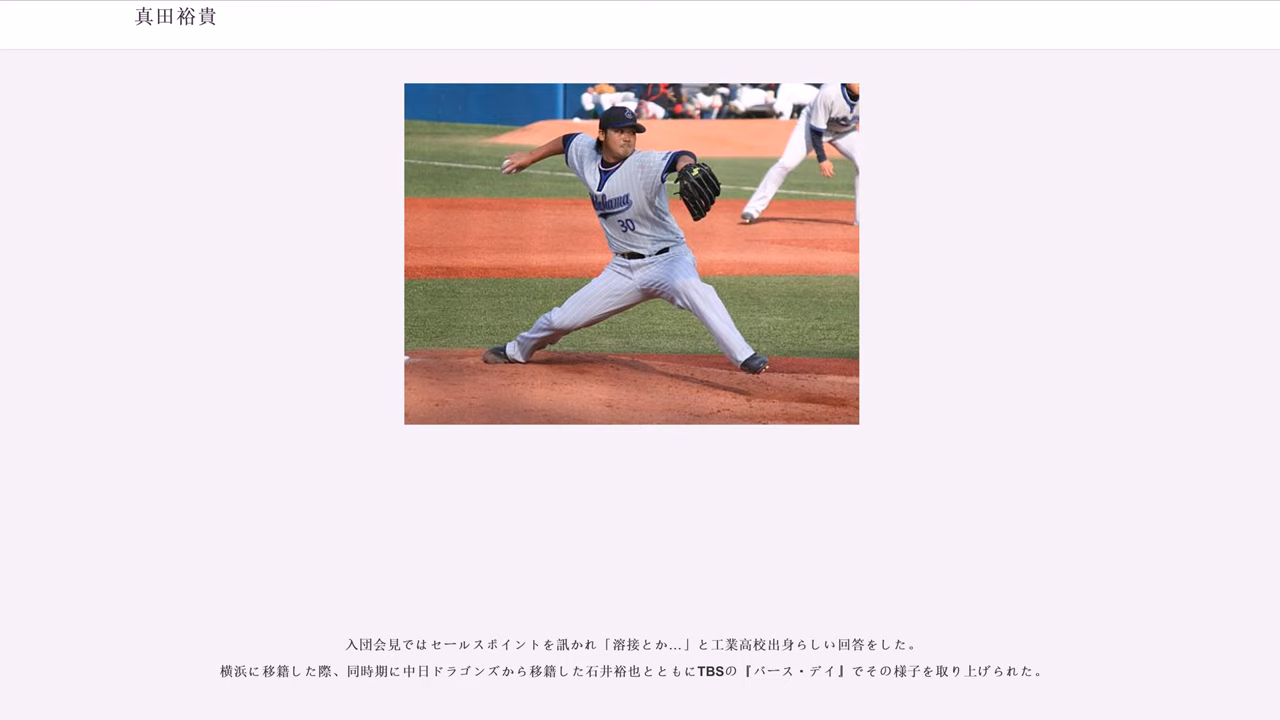 真田裕貴
Yokohama
30
入団会見ではセールスポイントを訊かれ「溶接とか…」と工業高校出身らしい回答をした。
横浜に移籍した際、同時期に中日ドラゴンズから移籍した石井裕也とともにTBSの『バース・デイ』でその様子を取り上げられた。